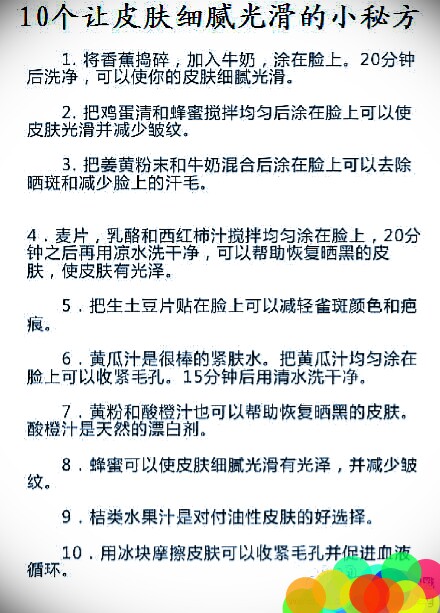 10个让皮肤细腻光滑的小秘方
1. 将香蕉捣碎，加入牛奶，涂在脸上。20分钟
后洗净，可以使你的皮肤细腻光滑。
2. 把鸡蛋清和蜂蜜搅拌均匀后涂在脸上可以使
皮肤光滑并减少皱纹。
3. 把姜黄粉末和牛奶混合后涂在脸上可以去除
晒斑和减少脸上的汗毛。
4．麦片，乳酪和西红柿汁搅拌均匀涂在脸上，20分
钟之后再用凉水洗干净，可以帮助恢复晒黑的皮
肤，使皮肤有光泽。
5．把生土豆片贴在脸上可以减轻雀斑颜色和疤
痕。
6．黄瓜汁是很棒的紧肤水。把黄瓜汁均匀涂在
脸上可以收紧毛孔。15分钟后用清水洗干净。
7．黄粉和酸橙汁也可以帮助恢复晒黑的皮肤。
酸橙汁是天然的漂白剂。
8．蜂蜜可以使皮肤细腻光滑有光泽，并减少皱
纹。
9．桔类水果汁是对付油性皮肤的好选择。
10．用冰块摩擦皮肤可以收紧毛孔并促进血液
循环。